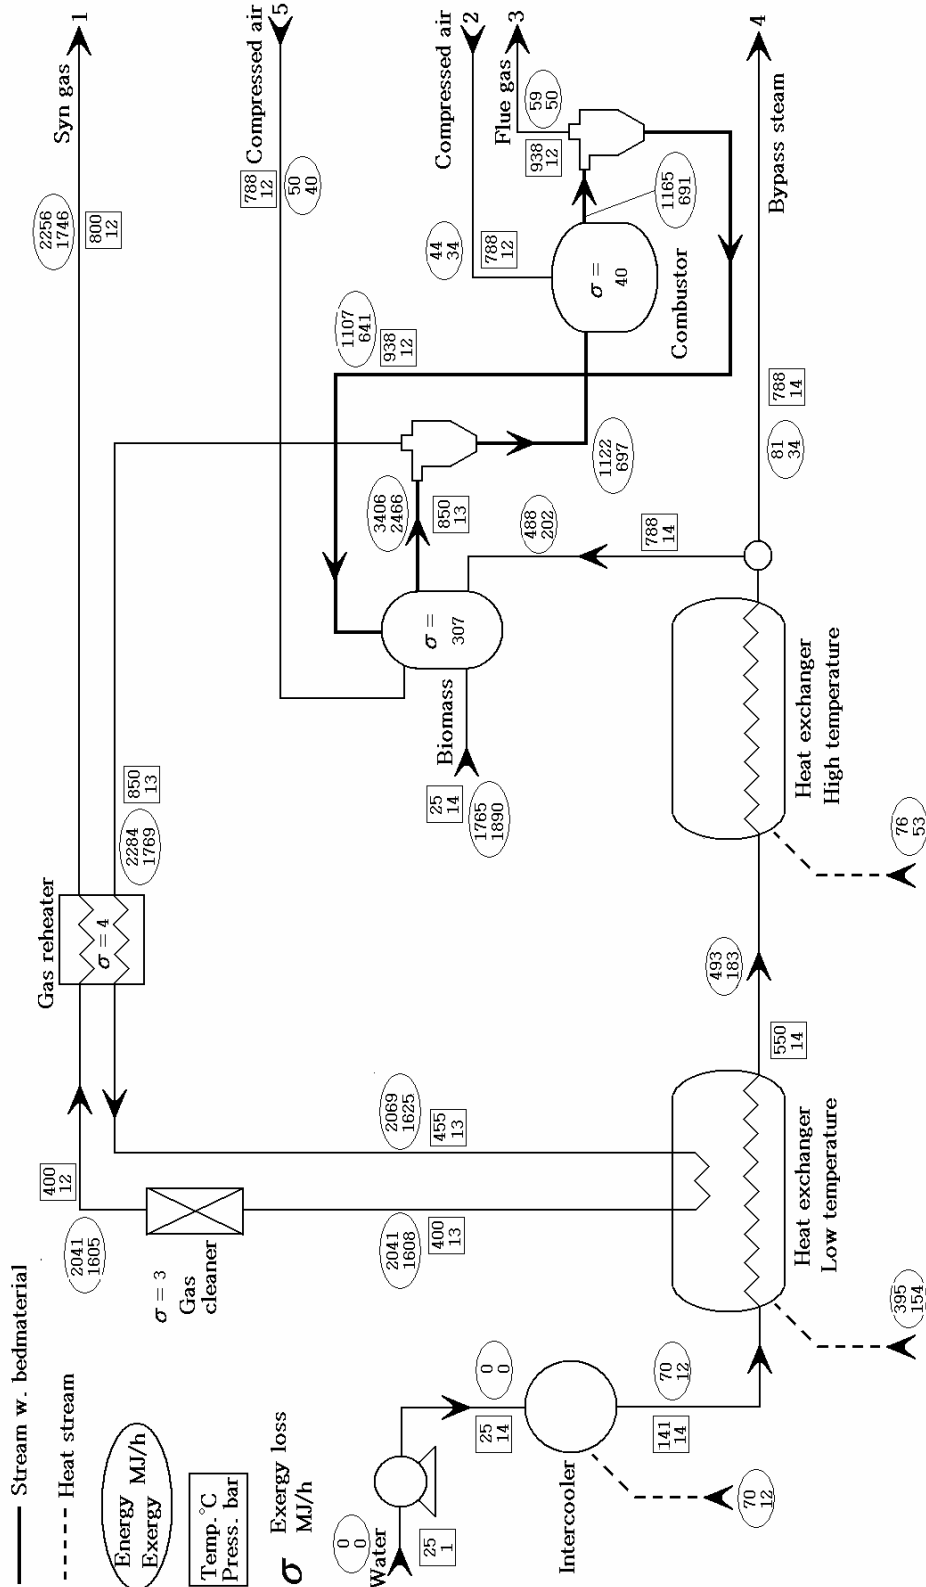 Stream w. bedmaterial
Heat stream
Energy
Exergy
MJ/h
Temp.°C
Press. bar
σ
Exergy loss
MJ/h
0
0
Water
25
1
25
14
0
0
Intercooler
70
12
141
14
70
12
395
154
Heat exchanger
Low temperature
550
14
493
183
76
53
Heat exchanger
High temperature
2041
1605
400
12
σ = 3
Gas
cleaner
2041
1608
400
13
2069
1625
455
13
Gas reheater
σ = 4
2284
1769
850
13
25
14
1765
1890
Biomass
σ =
307
3406
2466
850
13
488
202
788
14
1107
641
938
12
1122
697
81
34
788
14
σ =
40
Combustor
44
34
788
12
1165
691
938
12
59
50
2256
1746
800
12
788
12
50
40
Syn gas
1
Compressed air
5
Compressed air
2
Flue gas
3
Bypass steam
4